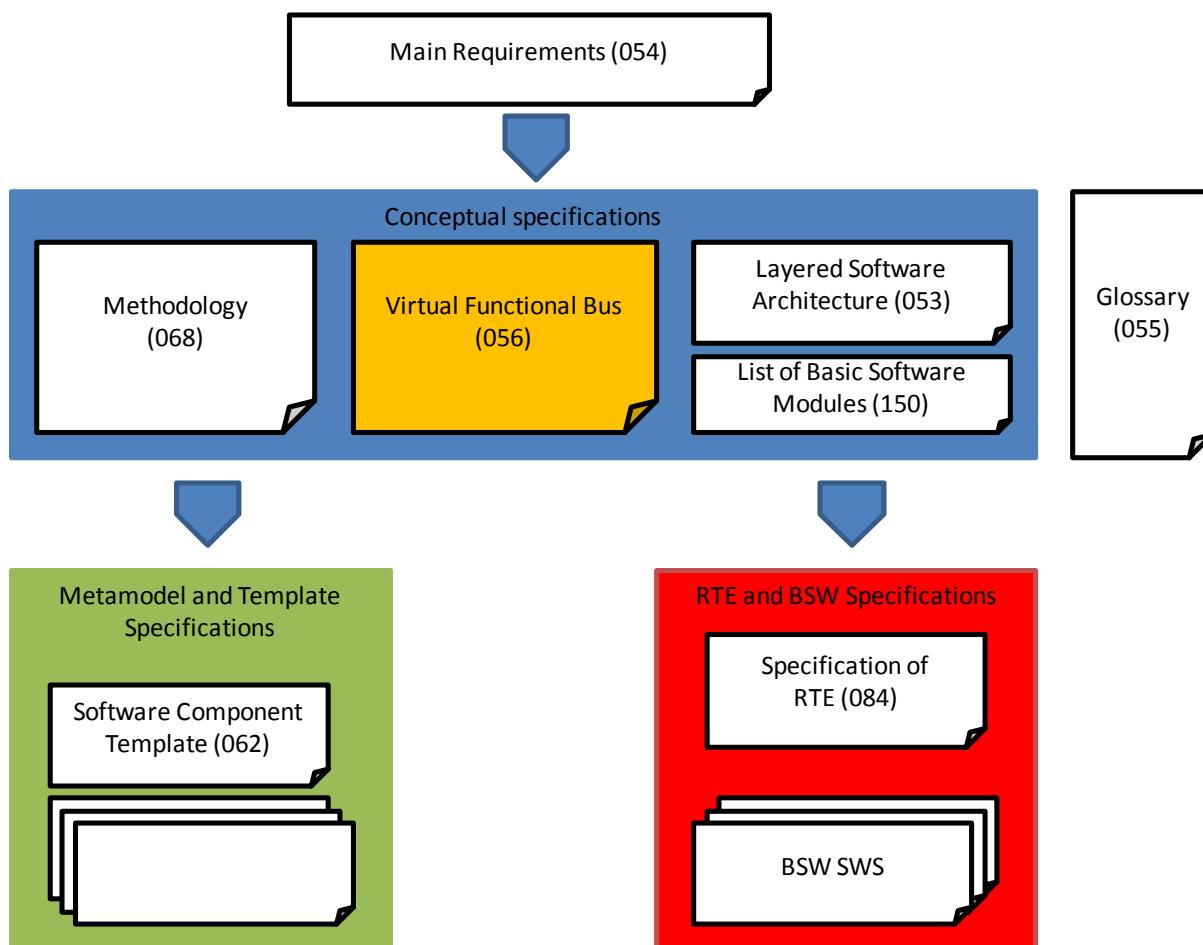 Main Requirements (054)
Conceptual specifications
Methodology
(068)
Virtual Functional Bus
(056)
Layered Software
Architecture (053)
List of Basic Software
Modules (150)
Glossary
(055)
Metamodel and Template
Specifications
Software Component
Template (062)
RTE and BSW Specifications
Specification of
RTE (084)
BSW SWS